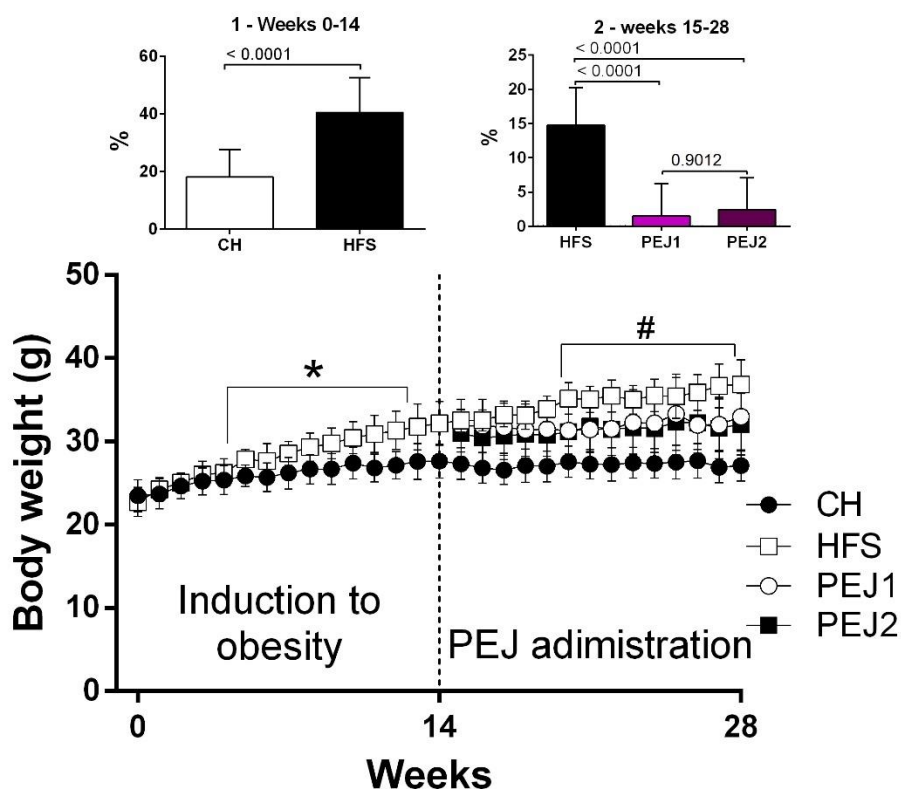 1 - Weeks 0-14
< 0.0001
60
40
20
0
%
CH
HFS
2 - weeks 15-28
< 0.0001
< 0.0001
0.9012
25
20
15
10
5
0
%
HFS
PEJ1
PEJ2
50
40
30
20
10
0
Body weight (g)
*
#
Induction to
obesity
PEJ adimistration
CH
HFS
PEJ1
PEJ2
0
14
28
Weeks